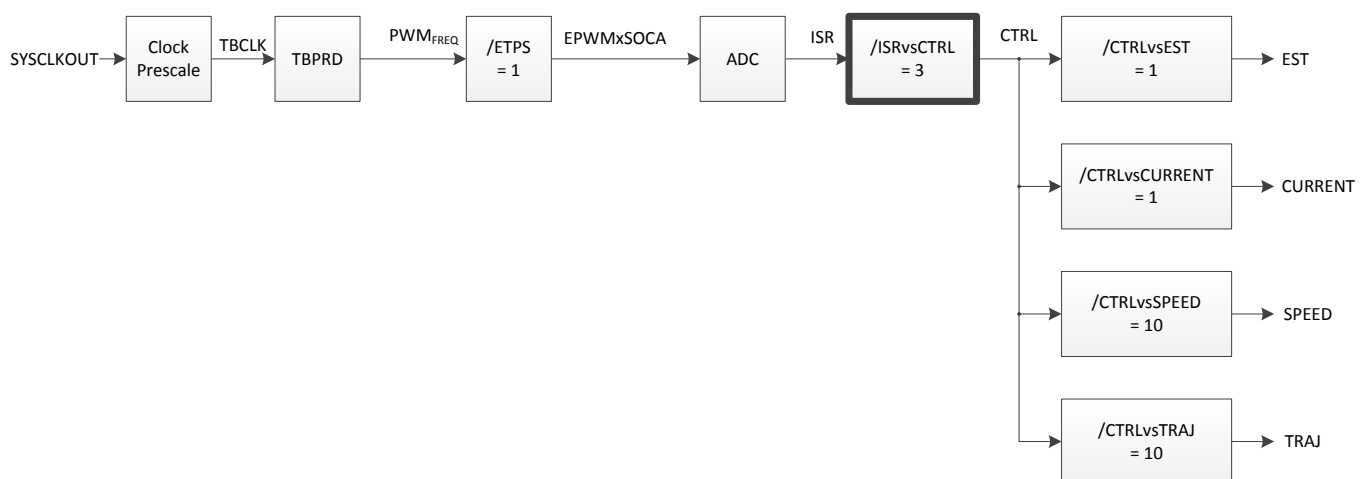 SYSCLKOUT
Clock
Prescale
TBCLK
TBPRD
PWMFREQ
/ETPS
= 1
EPWMxSOCA
ADC
ISR
/ISRvsCTRL
= 3
CTRL
/CTRLvsEST
= 1
EST
/CTRLvsCURRENT
= 1
CURRENT
/CTRLvsSPEED
= 10
SPEED
/CTRLvsTRAJ
= 10
TRAJ